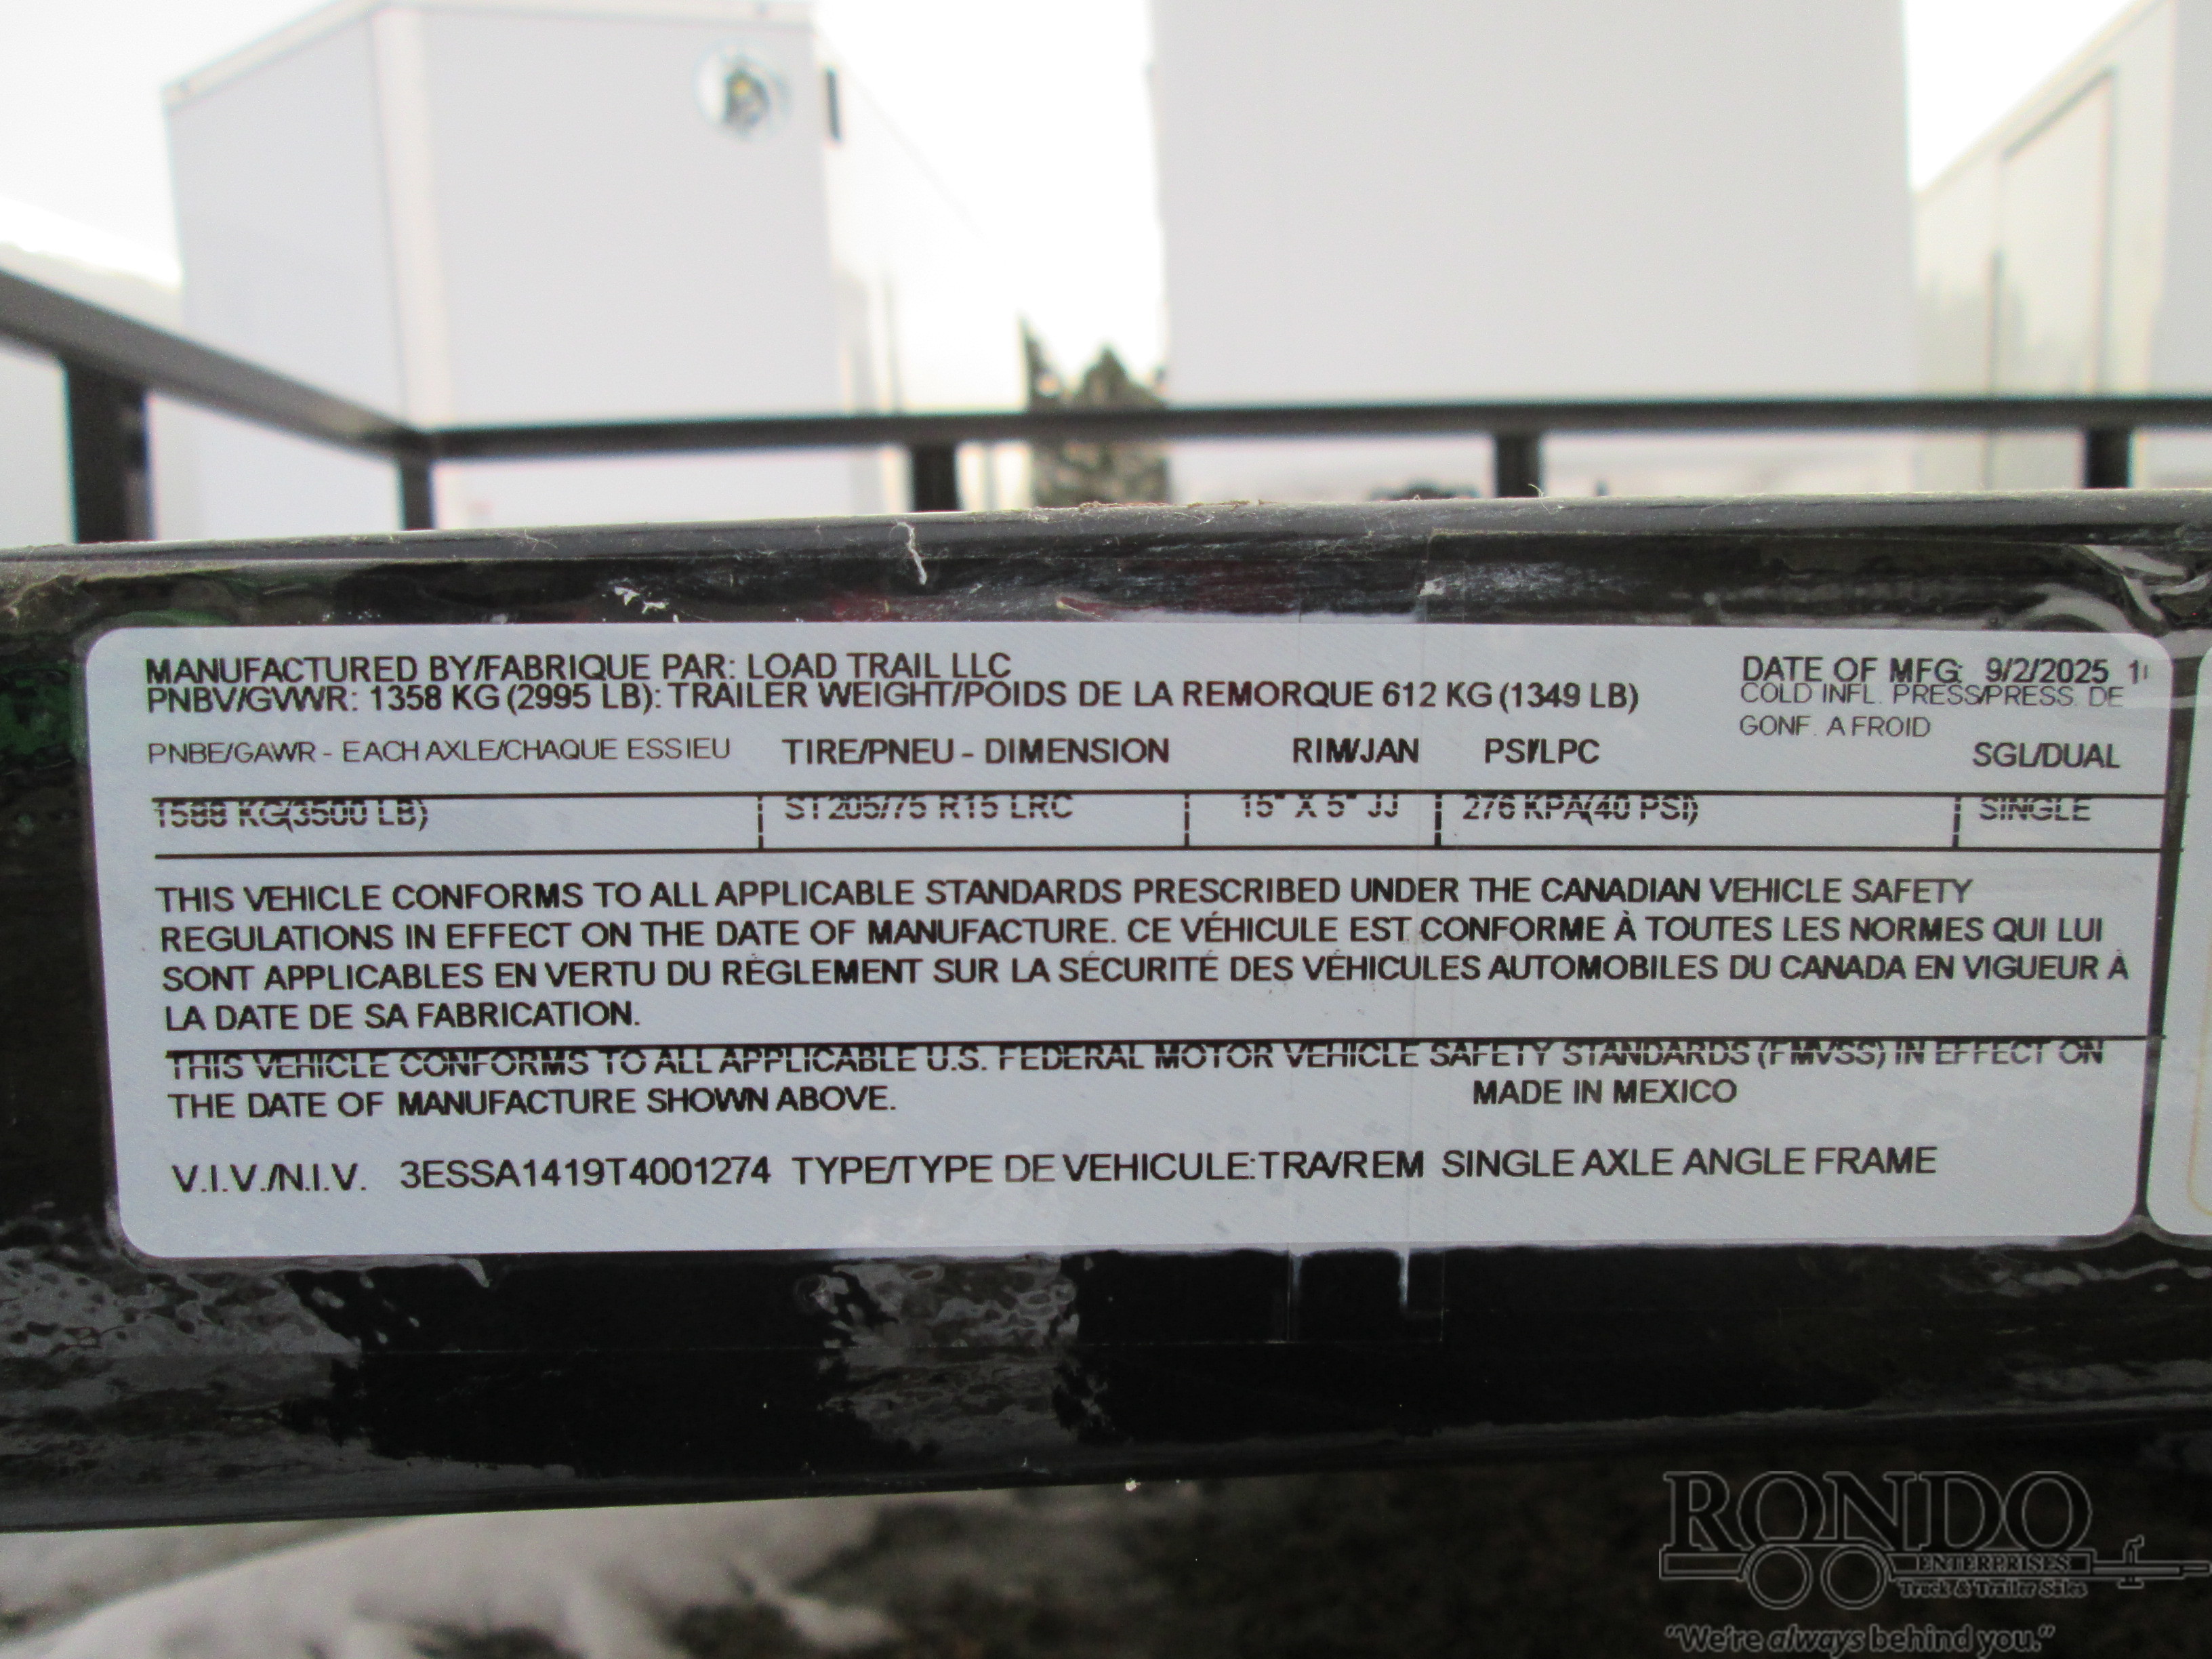 MANUFACTURED BY/FABRIQUE PAR: LOAD TRAIL LLC
DATE OF MFG: 9/2/2025
PNBV/GVWR: 1358 KG (2995 LB): TRAILER WEIGHT/POIDS DE LA REMORQUE 612 KG (1349 LB)
COLD INFL. PRESS/PRESS. DE
GONF. A FROID
PNBE/GAWR - EACH AXLE/CHAQUE ESSIEU TIRE/PNEU - DIMENSION RIM/JAN PSI/LPC SGL/DUAL
1588 KG(3500 LB) ST205/75 R15 LRC 15" X 5" JJ 276 KPA(40 PSI) SINGLE
THIS VEHICLE CONFORMS TO ALL APPLICABLE STANDARDS PRESCRIBED UNDER THE CANADIAN VEHICLE SAFETY
REGULATIONS IN EFFECT ON THE DATE OF MANUFACTURE. CE VÉHICULE EST CONFORME À TOUTES LES NORMES QUI LUI
SONT APPLICABLES EN VERTU DU RÈGLEMENT SUR LA SÉCURITÉ DES VÉHICULES AUTOMOBILES DU CANADA EN VIGUEUR À
LA DATE DE SA FABRICATION.
THIS VEHICLE CONFORMS TO ALL APPLICABLE U.S. FEDERAL MOTOR VEHICLE SAFETY STANDARDS (FMVSS) IN EFFECT ON
THE DATE OF MANUFACTURE SHOWN ABOVE. MADE IN MEXICO
V.I.V./N.I.V. 3ESSA1419T4001274 TYPE/TYPE DE VEHICULE:TRA/REM SINGLE AXLE ANGLE FRAME
RONDO
ENTERPRISES
Truck & Trailer Sales
"We're always behind you."